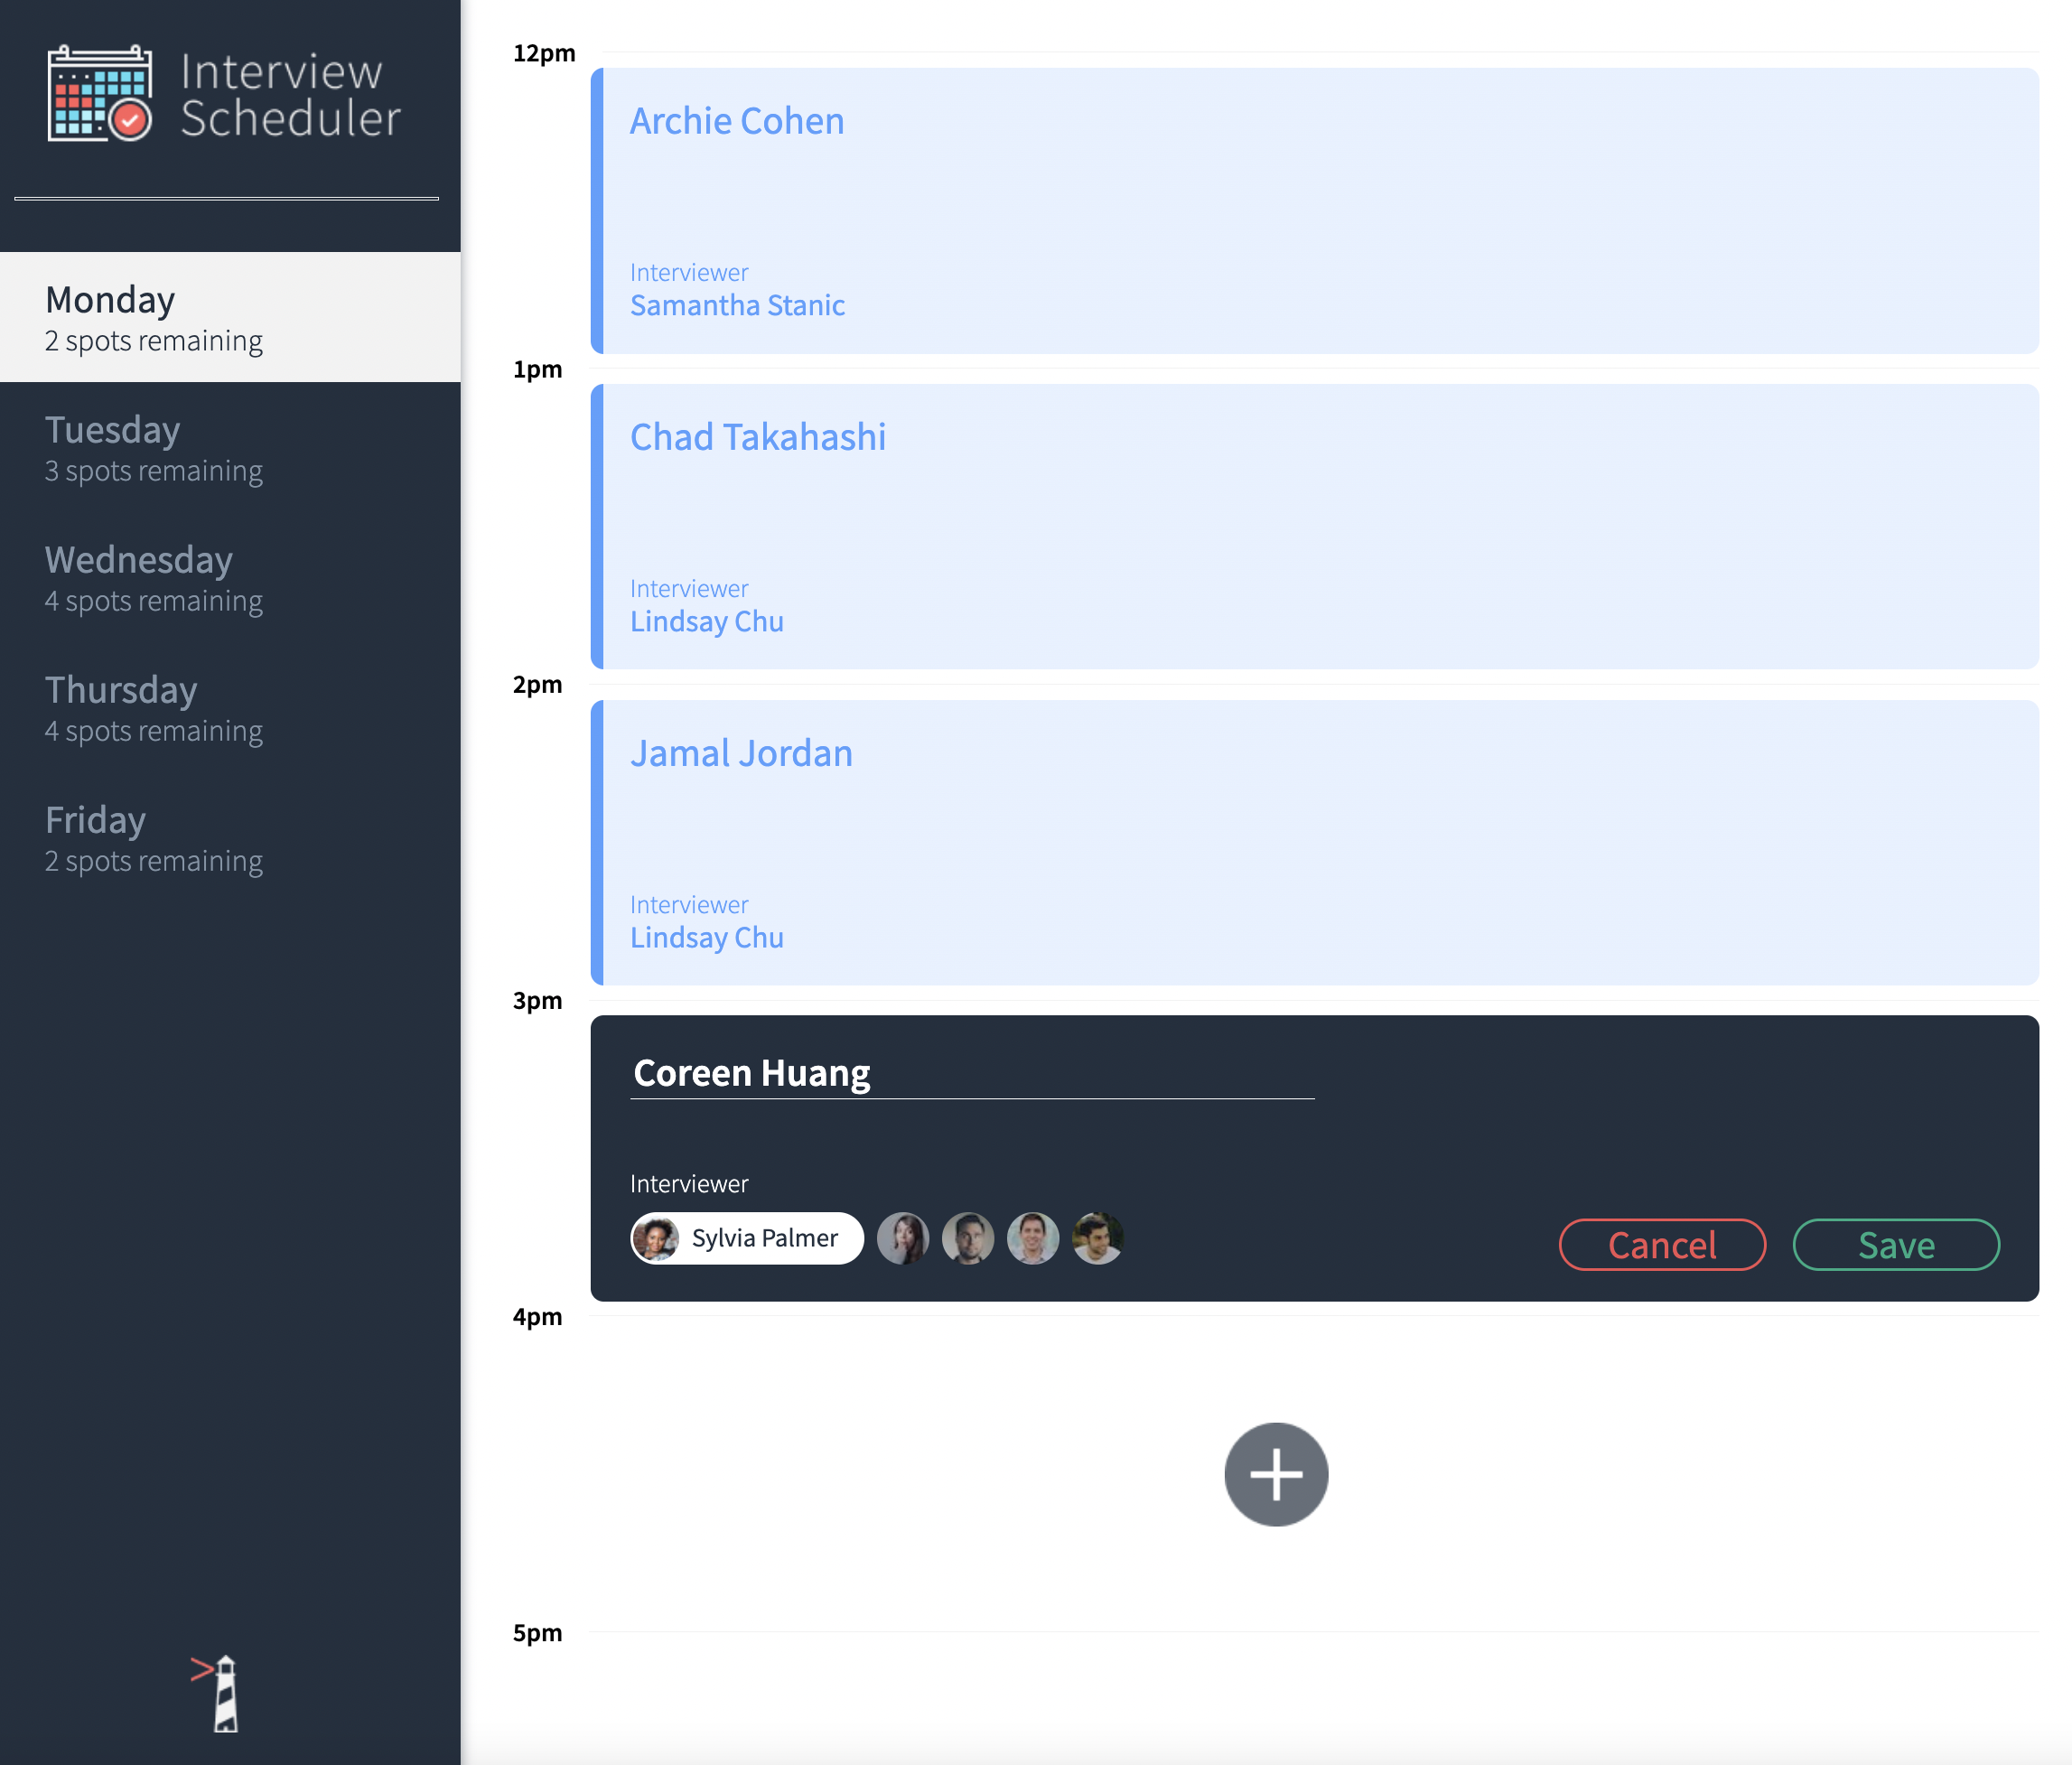 Interview
Scheduler
Monday
2 spots remaining
Tuesday
3 spots remaining
Wednesday
4 spots remaining
Thursday
4 spots remaining
Friday
2 spots remaining
12pm
Archie Cohen
Interviewer
Samantha Stanic
1pm
Chad Takahashi
Interviewer
Lindsay Chu
2pm
Jamal Jordan
Interviewer
Lindsay Chu
3pm
Coreen Huang
Interviewer
Sylvia Palmer
Cancel
Save
4pm
5pm